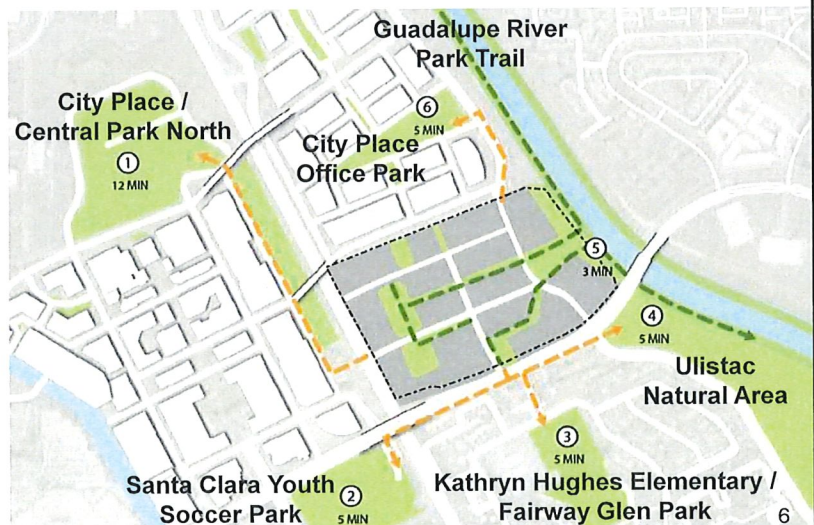 Guadalupe River
Park Trail
City Place /
Central Park North
1
12 MIN
6
5 MIN
City Place
Office Park
5
3 MIN
4
5 MIN
Ulistac
Natural Area
3
5 MIN
Kathryn Hughes Elementary /
Fairway Glen Park
Santa Clara Youth
Soccer Park
2
5 MIN
6